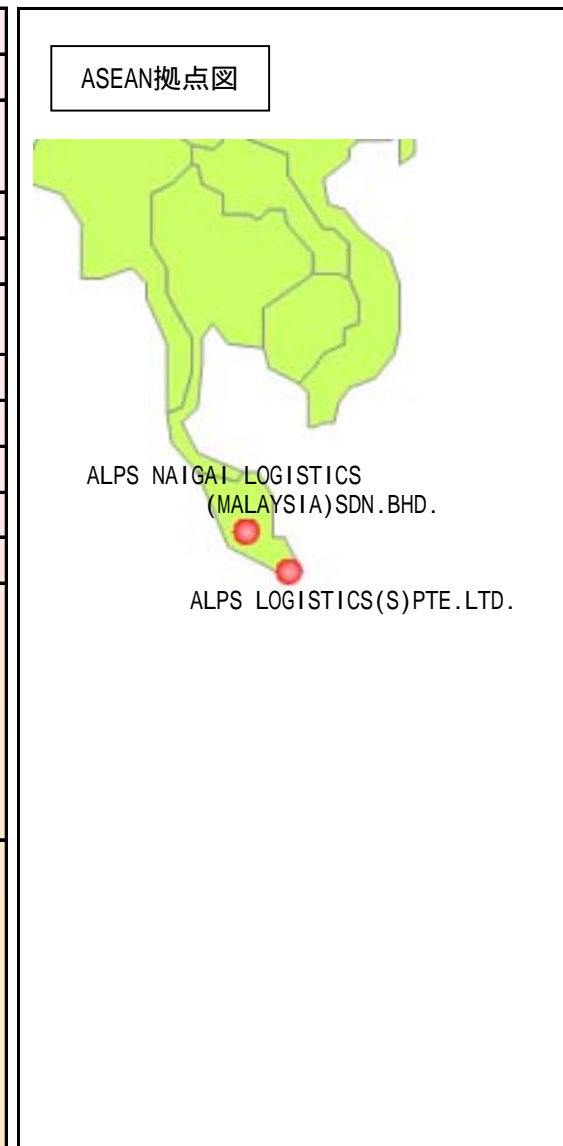 ASEAN拠点図
ALPS NAIGAI LOGISTICS
(MALAYSIA)SDN.BHD.
ALPS LOGISTICS(S)PTE.LTD.